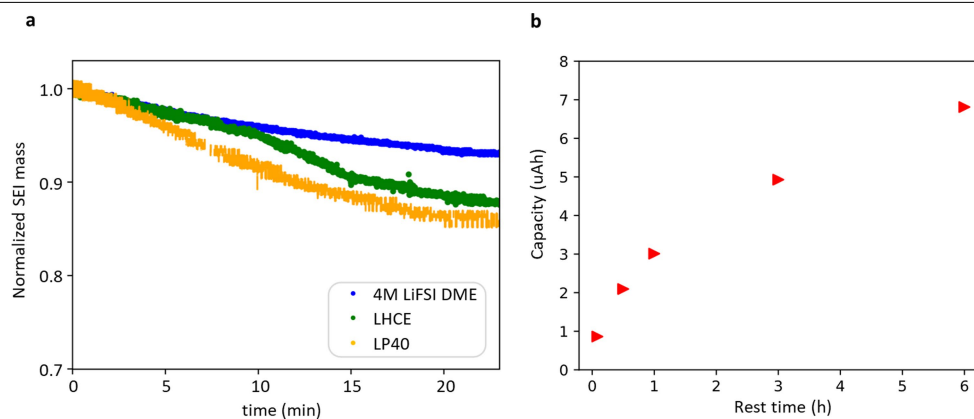 a
Normalized SEI mass
1.0
0.9
0.8
0.7
0
5
10
15
20
time (min)
4M LiFSI DME
LHCE
LP40
b
Capacity (uAh)
8
7
6
5
4
3
2
1
0
0
1
2
3
4
5
6
Rest time (h)